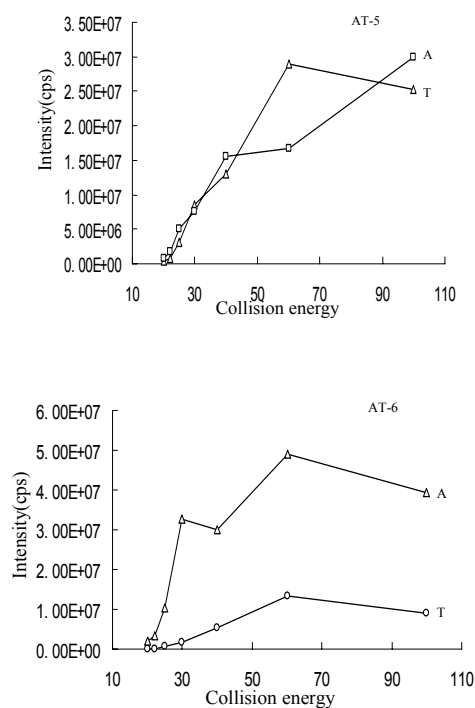 AT-5
3.50E+07
3.00E+07
2.50E+07
2.00E+07
1.50E+07
1.00E+07
5.00E+06
0.00E+00
Intensity(cps)
A
T
10 30 50 70 90 110
Collision energy
AT-6
6.00E+07
5.00E+07
4.00E+07
3.00E+07
2.00E+07
1.00E+07
0.00E+00
Intensity(cps)
A
T
10 30 50 70 90 110
Collision energy